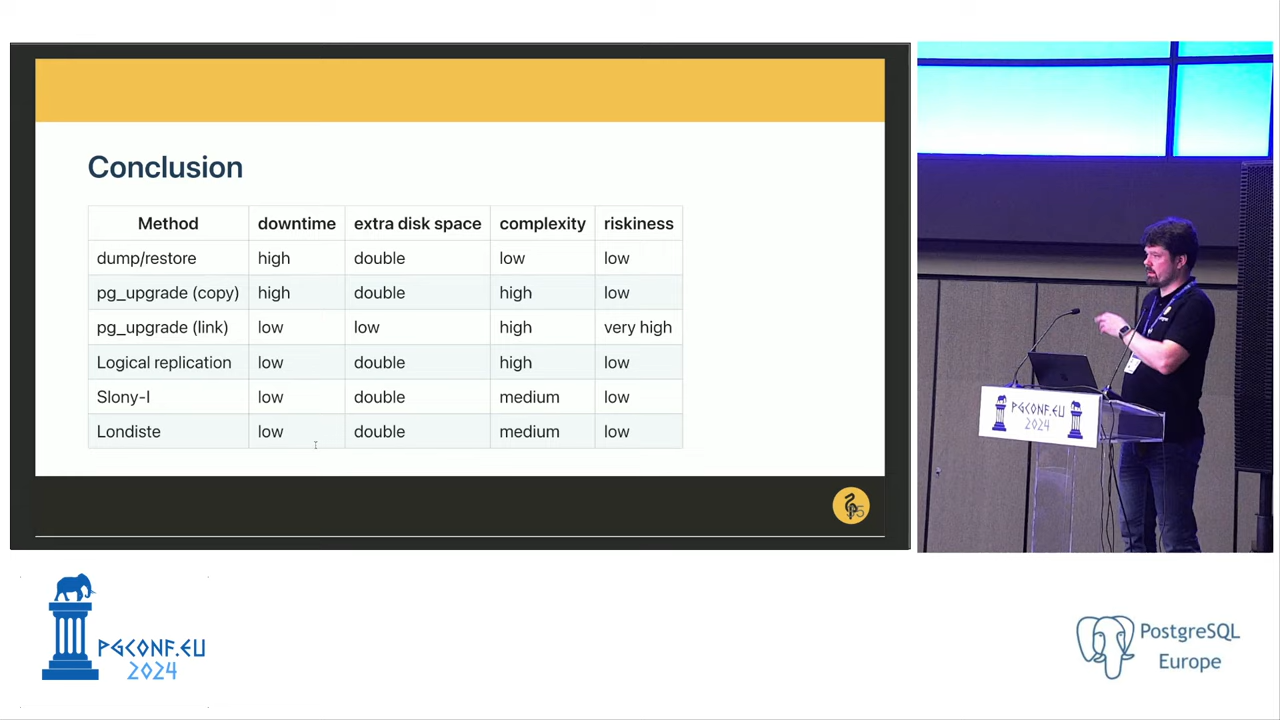 Conclusion
Method downtime extra disk space complexity riskiness
dump/restore high double low low
pg_upgrade (copy) high double high low
pg_upgrade (link) low low high very high
Logical replication low double high low
Slony-I low double medium low
Londiste low double medium low
PGCONF.EU
2024
PGCONF.EU
2024
PostgreSQL
Europe